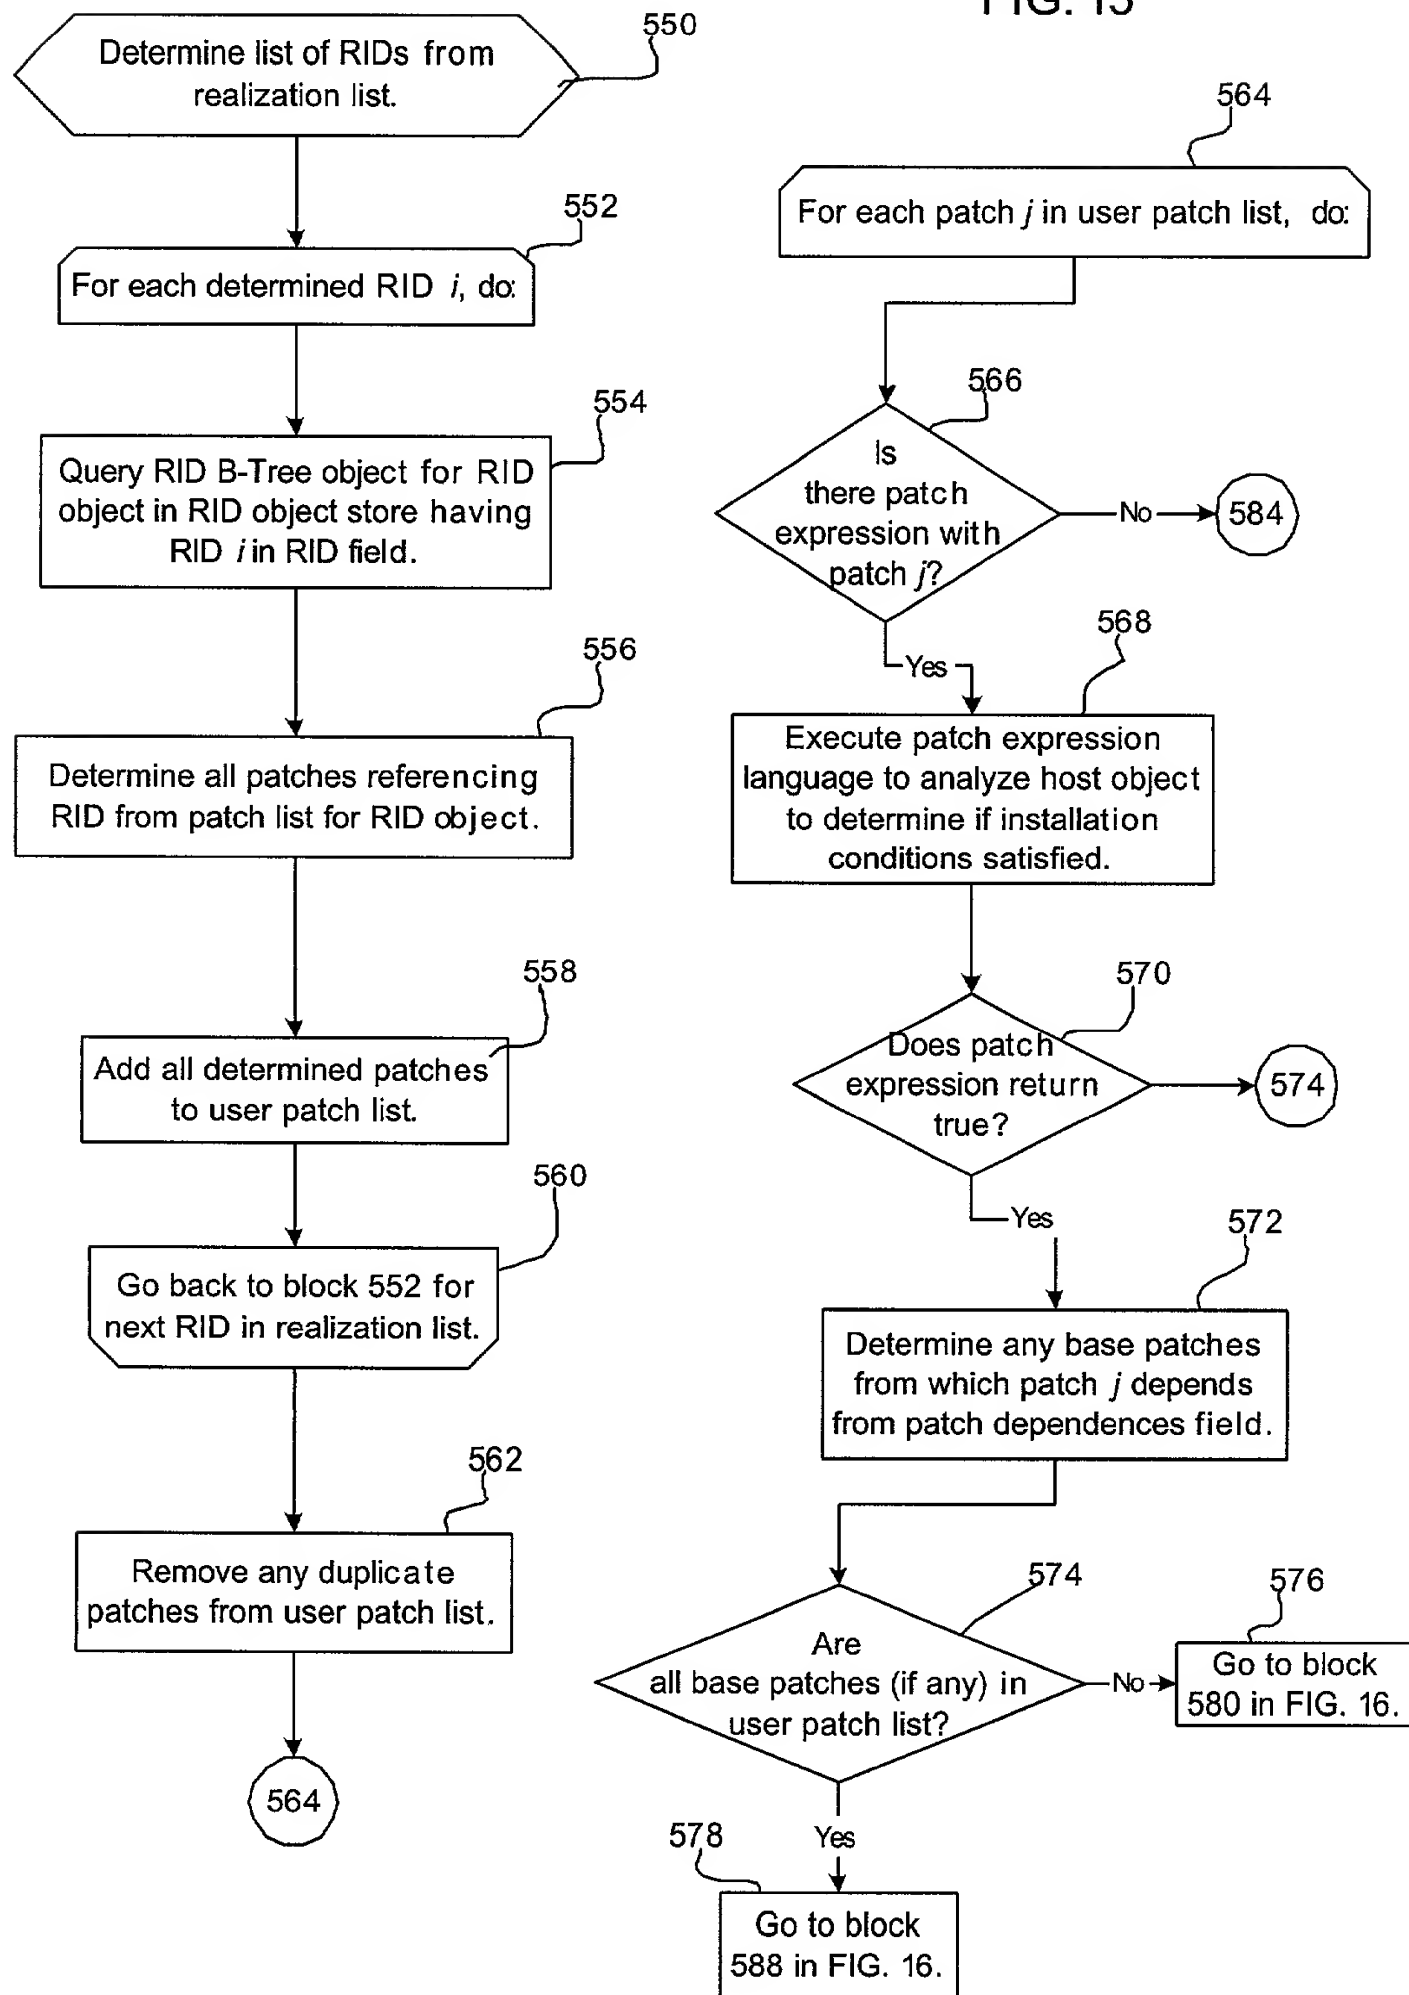 FIG. 15
550
Determine list of RIDs from
realization list.
552
For each determined RID i, do:
554
Query RID B-Tree object for RID
object in RID object store having
RID i in RID field.
556
Determine all patches referencing
RID from patch list for RID object.
558
Add all determined patches
to user patch list.
560
Go back to block 552 for
next RID in realization list.
562
Remove any duplicate
patches from user patch list.
564
564
For each patch j in user patch list, do:
566
Is
there patch
expression with
patch j?
No
584
Yes
568
Execute patch expression
language to analyze host object
to determine if installation
conditions satisfied.
570
Does patch
expression return
true?
574
Yes
572
Determine any base patches
from which patch j depends
from patch dependences field.
574
Are
all base patches (if any) in
user patch list?
No
576
Go to block
580 in FIG. 16.
Yes
578
Go to block
588 in FIG. 16.